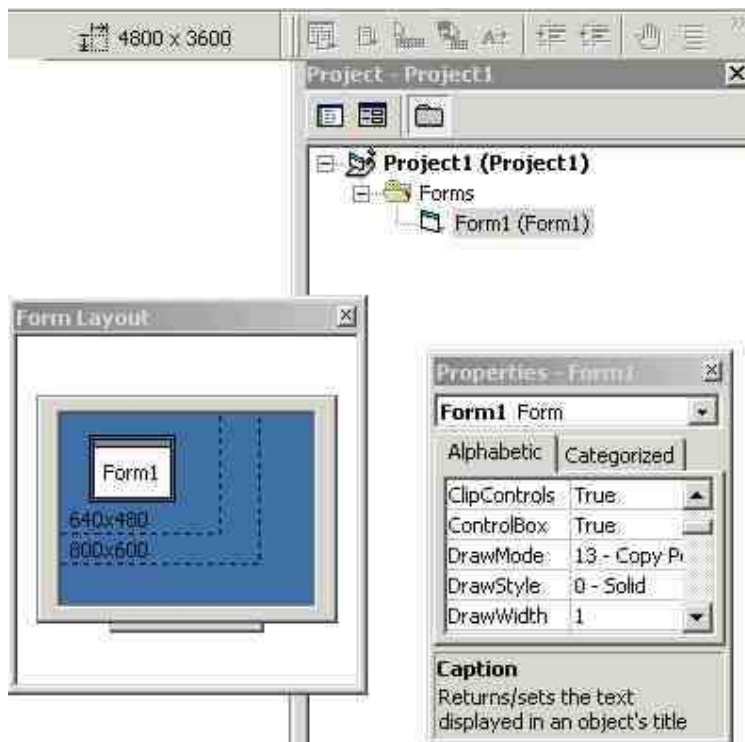 4800 x 3600
Project - Project1
Project1 (Project1)
Forms
Form1 (Form1)
Form Layout
Form1
640x480
800x600
Properties - Form1
Form1 Form
Alphabetic Categorized
ClipControls True
ControlBox True
DrawMode 13 - Copy
DrawStyle 0 - Solid
DrawWidth 1
Caption
Returns/sets the text
displayed in an object's title